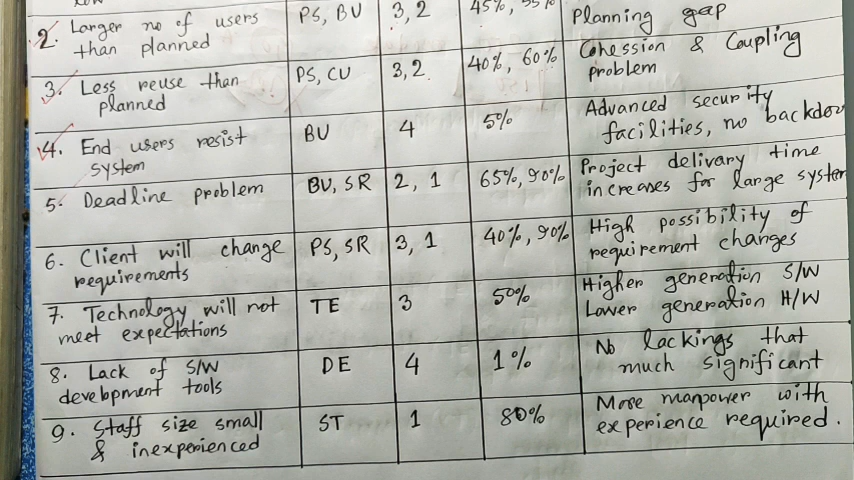 2. Larger no of users than planned PS, BU 3, 2 45%, Planning gap
3. Less reuse than planned PS, CU 3,2 40%, 60% Cohession & Coupling problem
4. End users resist system BU 4 5% Advanced security facilities, no backdoor
5. Deadline problem BU, SR 2, 1 65%, 90% Project delivary time increases for large system
6. Client will change requirements PS, SR 3, 1 40%, 90% High possibility of requirement changes
7. Technology will not meet expectations TE 3 50% Higher generation S/W Lower generation H/W
8. Lack of S/W development tools DE 4 1% No lackings that much significant
9. Staff size small & inexperienced ST 1 80% More manpower with experience required.